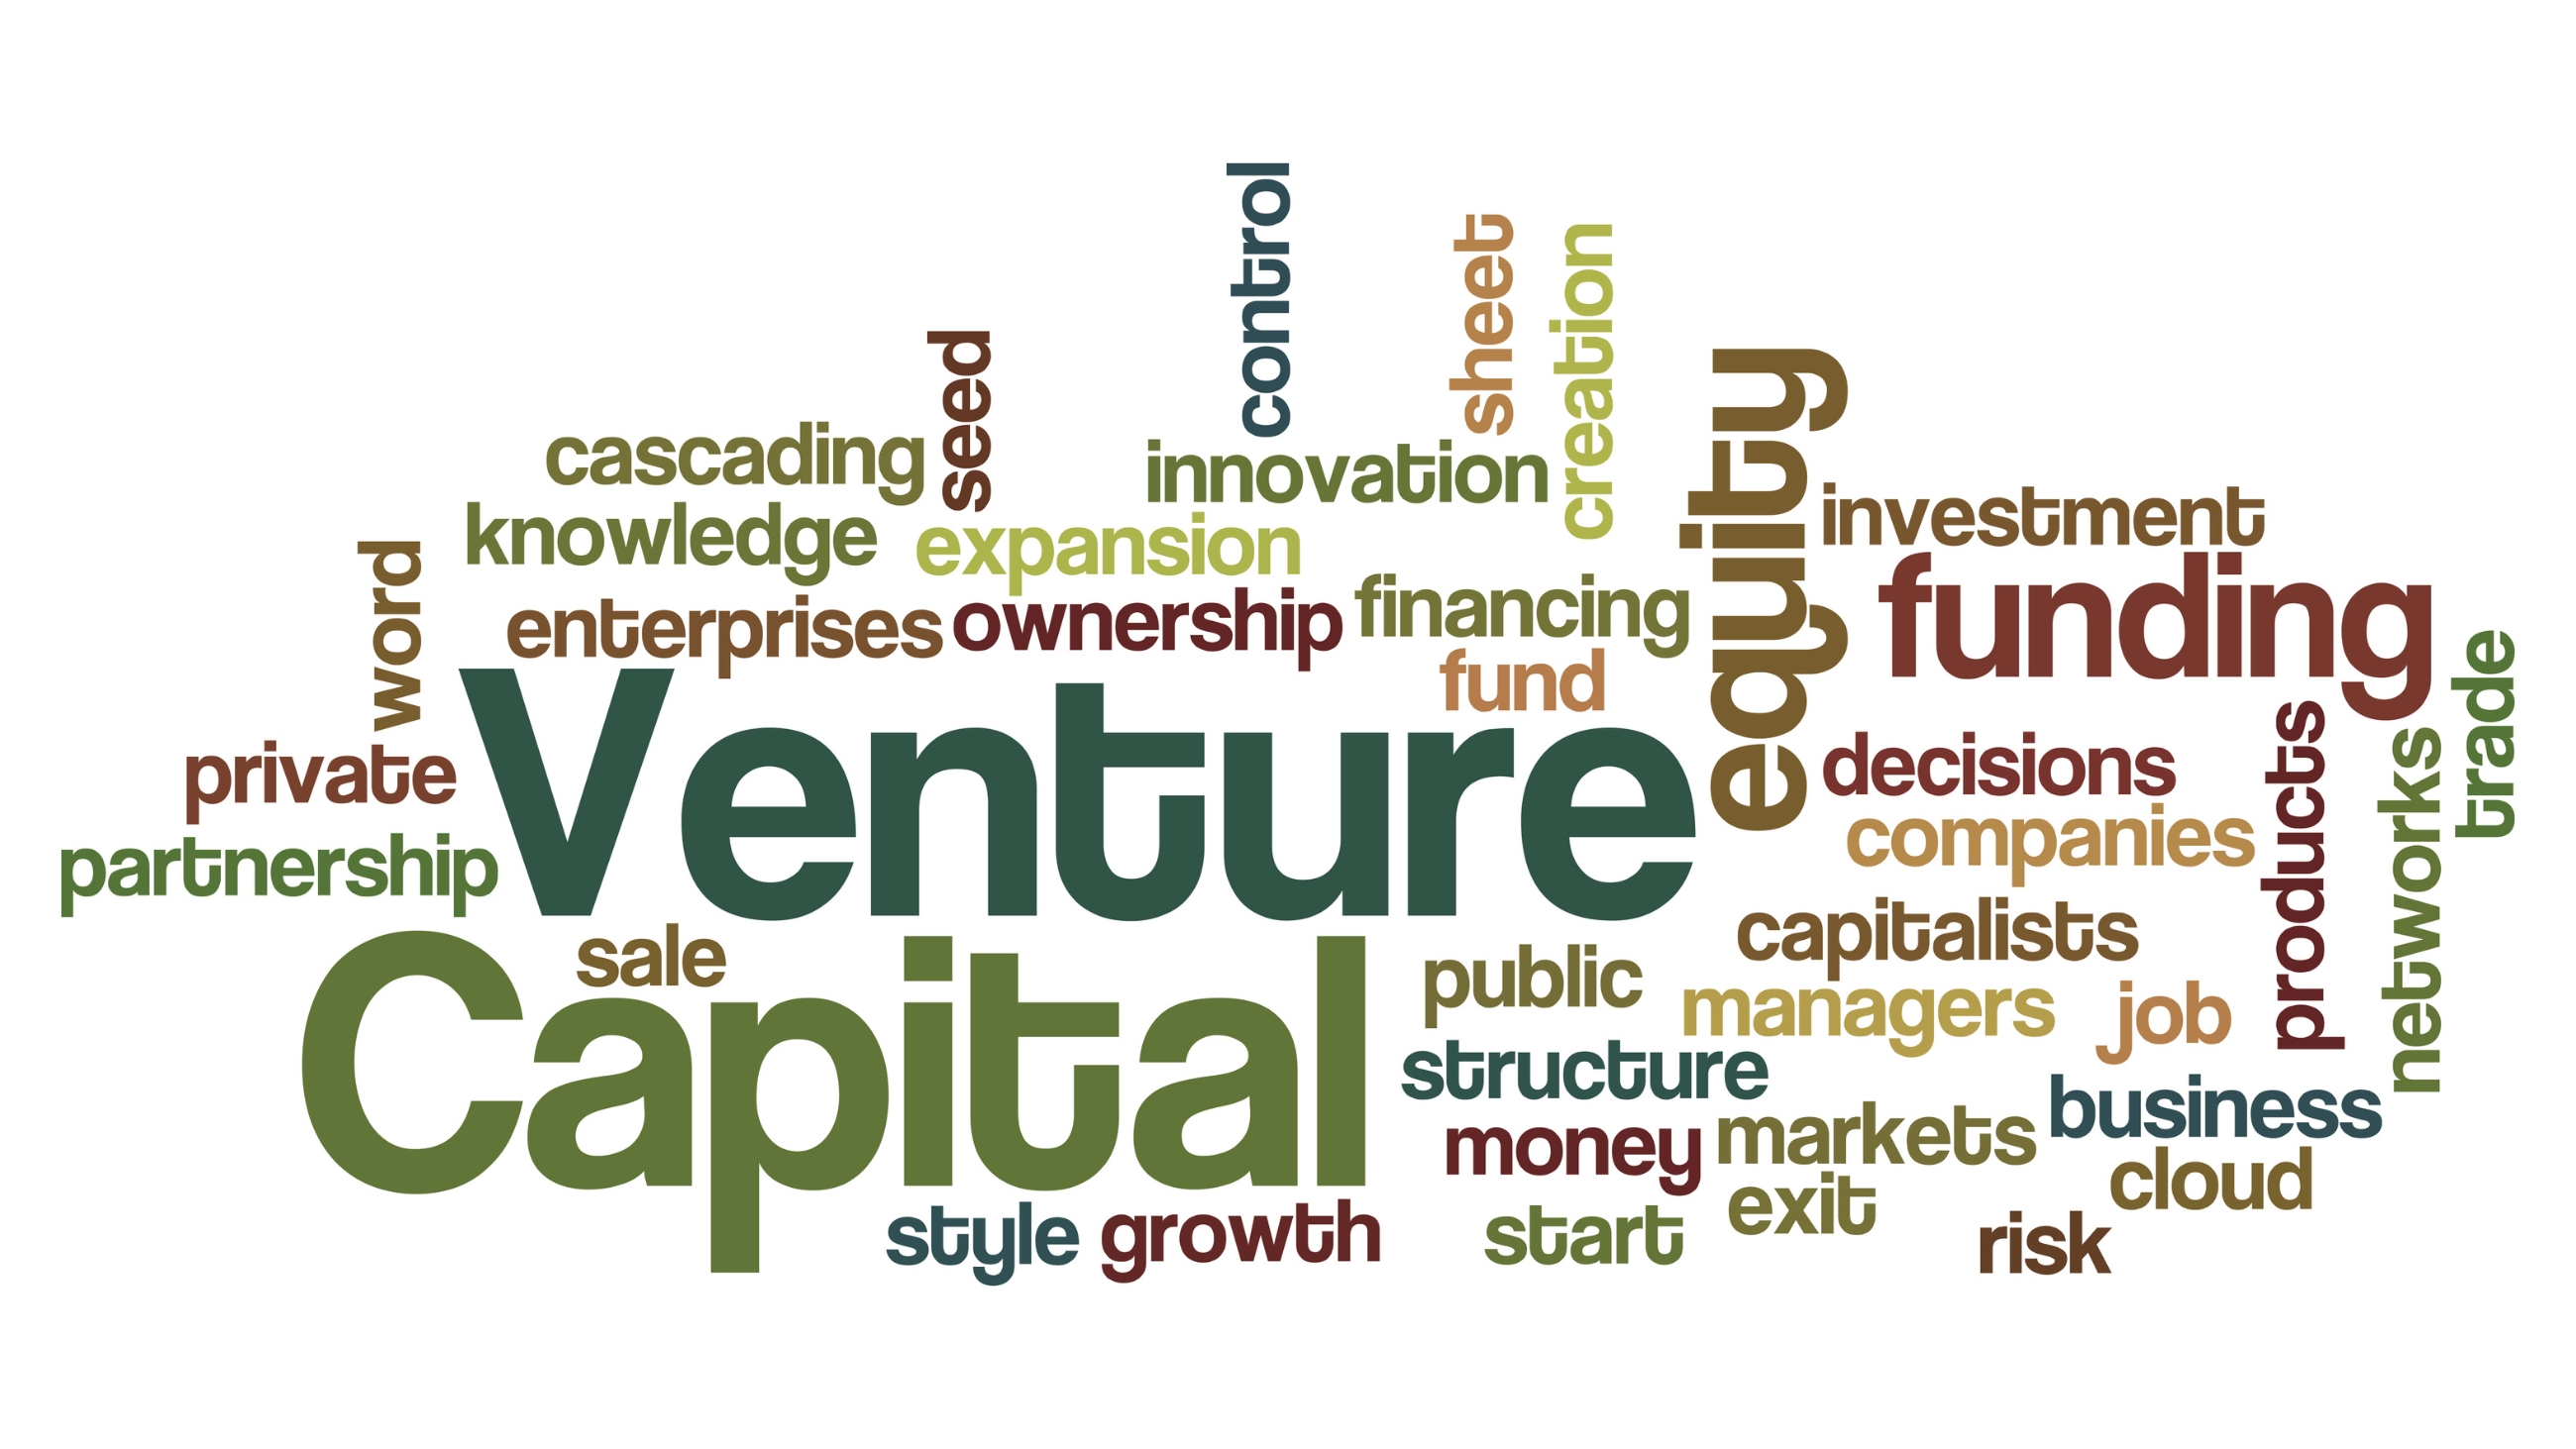 control
sheet
creation
seed
equity
cascading
innovation
investment
knowledge
expansion
word
funding
financing
ownership
enterprises
fund
trade
Venture
private
decisions
products
networks
companies
partnership
capitalists
sale
Capital
public
managers
job
structure
business
markets
money
cloud
exit
style
growth
start
risk